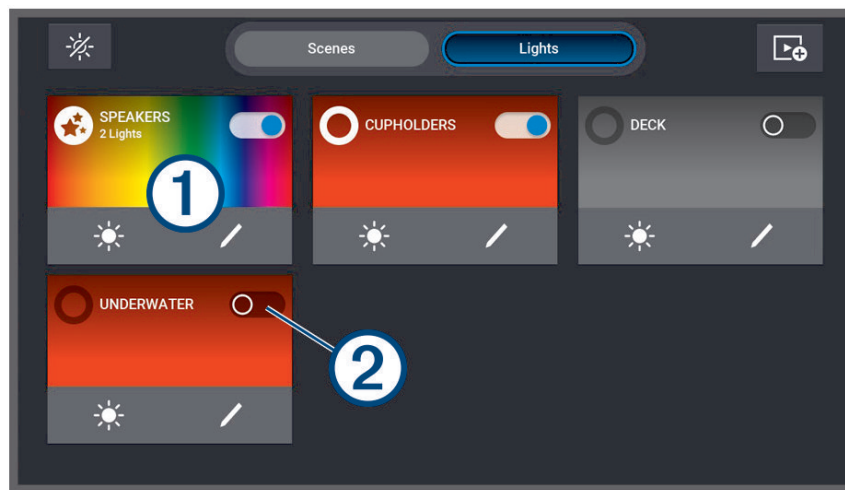 Scenes
Lights
SPEAKERS
2 Lights
CUPHOLDERS
DECK
1
UNDERWATER
2